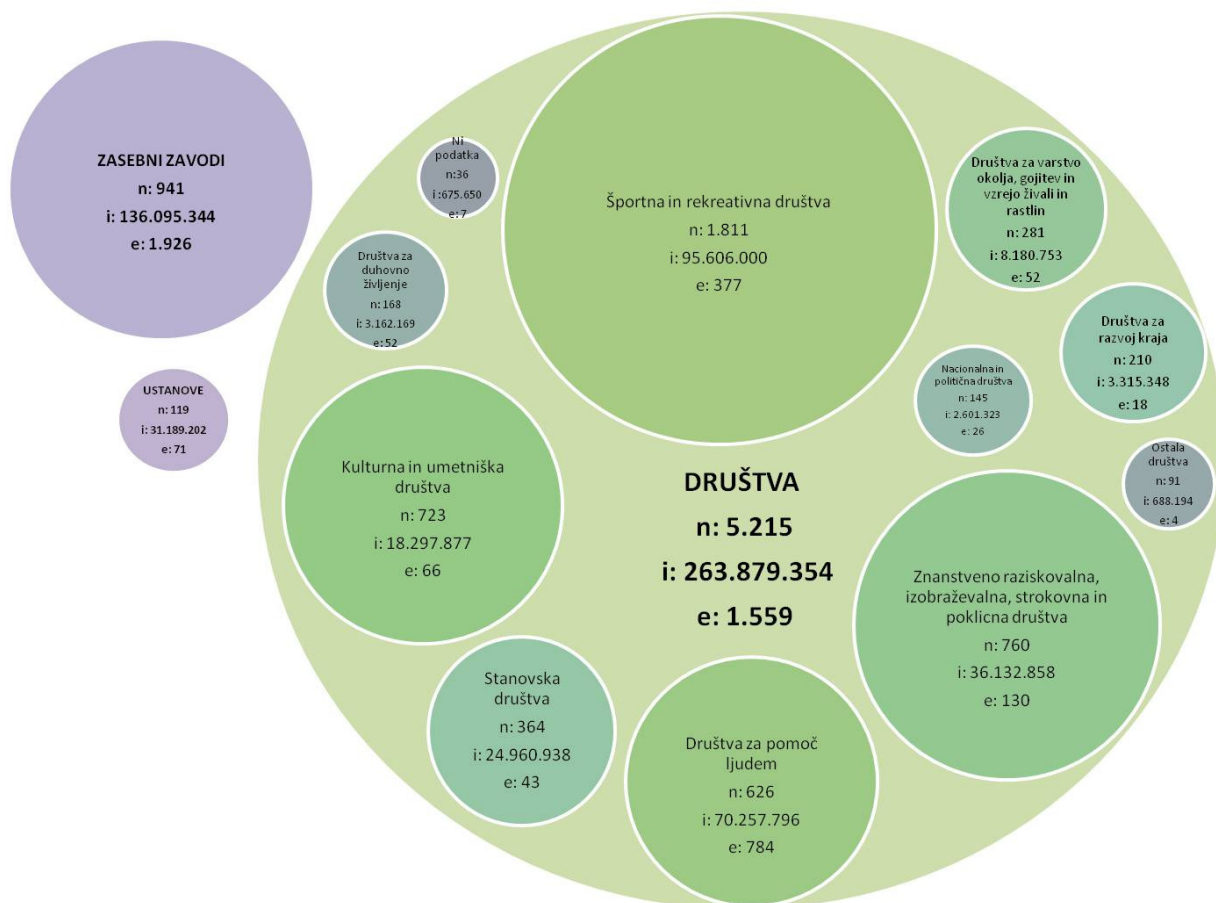 ZASEBNI ZAVODI
n: 941
i: 136.095.344
e: 1.926
USTANOVE
n: 119
i: 31.189.202
e: 71
Ni
podatka
n:36
i :675.650
e: 7
Društva za
duhovno
življenje
n: 168
i: 3.162.169
e: 52
Športna in rekreativna društva
n: 1.811
i: 95.606.000
e: 377
Društva za varstvo
okolja, gojitev in
vzrejo živali in
rastlin
n: 281
i: 8.180.753
e: 52
Društva za
razvoj kraja
n: 210
i: 3.315.348
e: 18
Nacionalna in
politična društva
n: 145
i: 2.601.323
e: 26
Ostala
društva
n: 91
i: 688.194
e: 4
Kulturna in umetniška
društva
n: 723
i: 18.297.877
e: 66
DRUŠTVA
n: 5.215
i: 263.879.354
e: 1.559
Znanstveno raziskovalna,
izobraževalna, strokovna in
poklicna društva
n: 760
i: 36.132.858
e: 130
Stanovska
društva
n: 364
i: 24.960.938
e: 43
Društva za pomoč
ljudem
n: 626
i: 70.257.796
e: 784